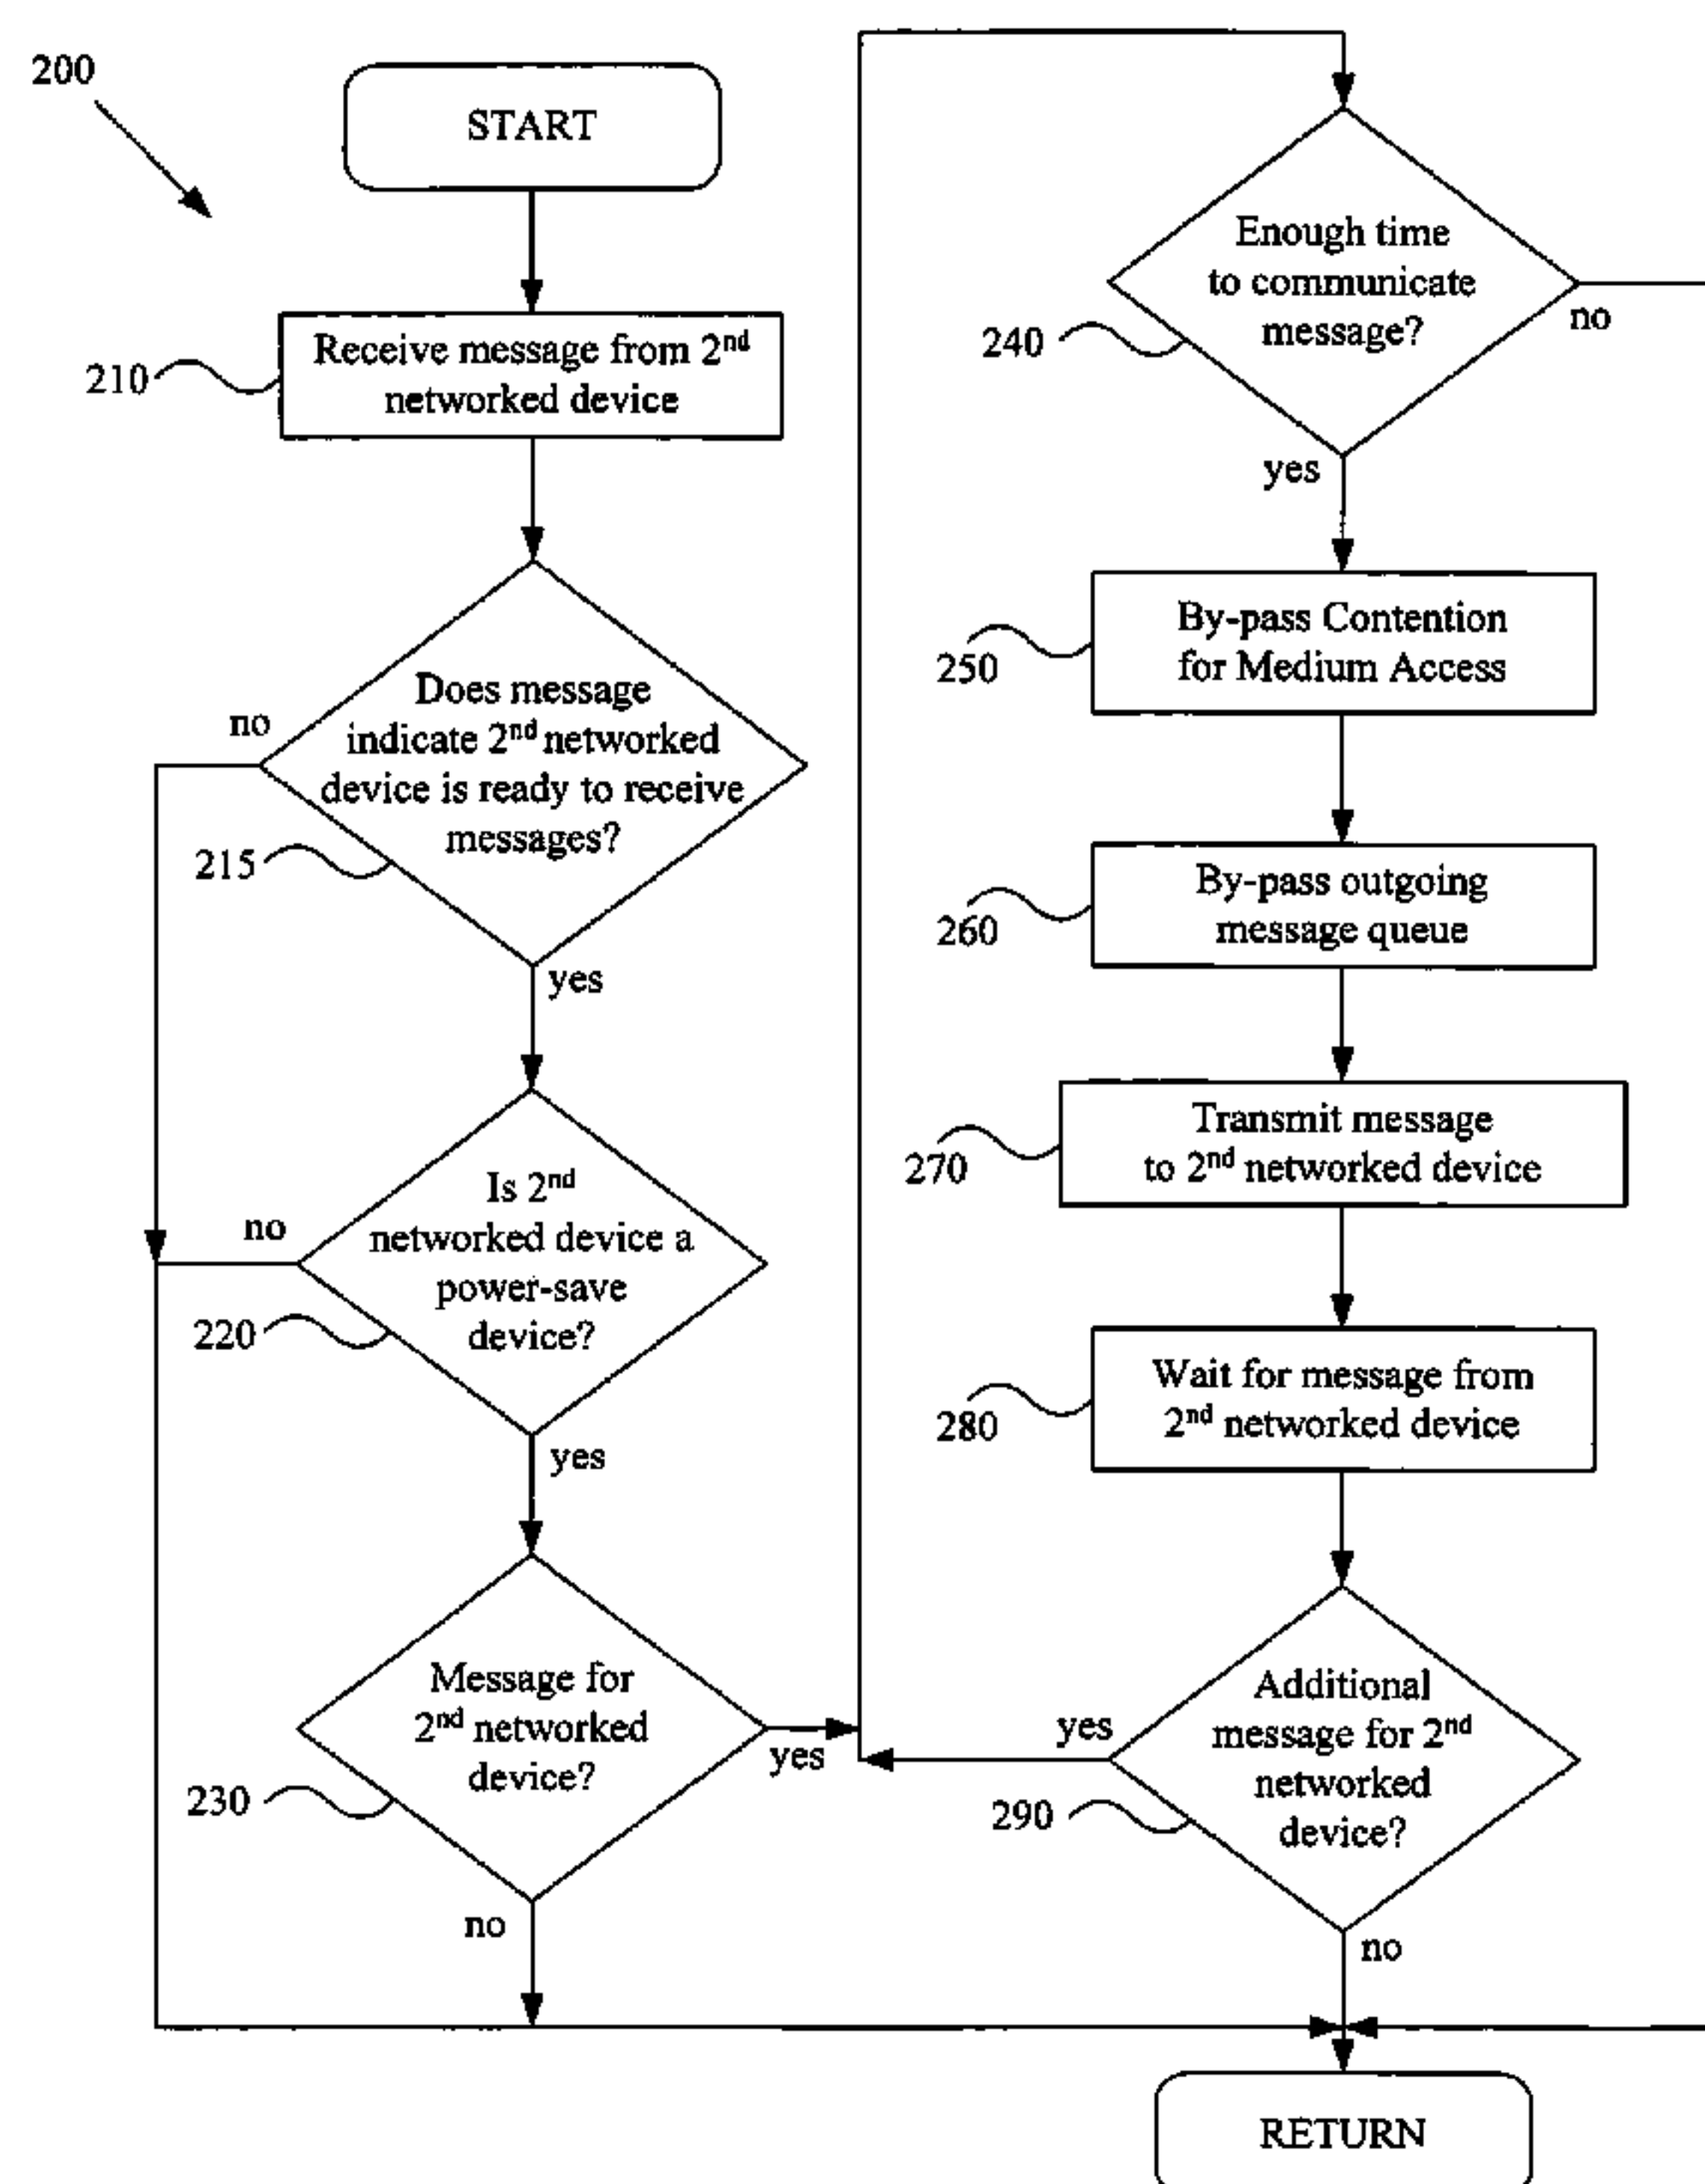 200
START
210
Receive message from 2nd
networked device
no
Does message
indicate 2nd networked
device is ready to receive
messages?
215
yes
no
Is 2nd
networked device a
power-save
device?
220
yes
Message for
2nd networked
device?
230
yes
no
Enough time
to communicate
message?
240
no
yes
250
By-pass Contention
for Medium Access
260
By-pass outgoing
message queue
270
Transmit message
to 2nd networked device
280
Wait for message from
2nd networked device
yes
Additional
message for 2nd
networked
device?
290
no
RETURN